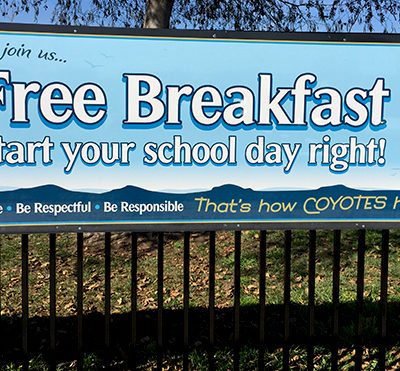 join us...
Free Breakfast
tart your school day right!
e • Be Respectful • Be Responsible That's how COYOTES